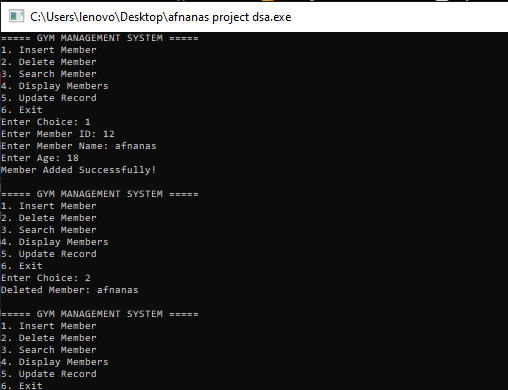 C:\Users\lenovo\Desktop\afnanas project dsa.exe
===== GYM MANAGEMENT SYSTEM =====
1. Insert Member
2. Delete Member
3. Search Member
4. Display Members
5. Update Record
6. Exit
Enter Choice: 1
Enter Member ID: 12
Enter Member Name: afnanas
Enter Age: 18
Member Added Successfully!

===== GYM MANAGEMENT SYSTEM =====
1. Insert Member
2. Delete Member
3. Search Member
4. Display Members
5. Update Record
6. Exit
Enter Choice: 2
Deleted Member: afnanas

===== GYM MANAGEMENT SYSTEM =====
1. Insert Member
2. Delete Member
3. Search Member
4. Display Members
5. Update Record
6. Exit